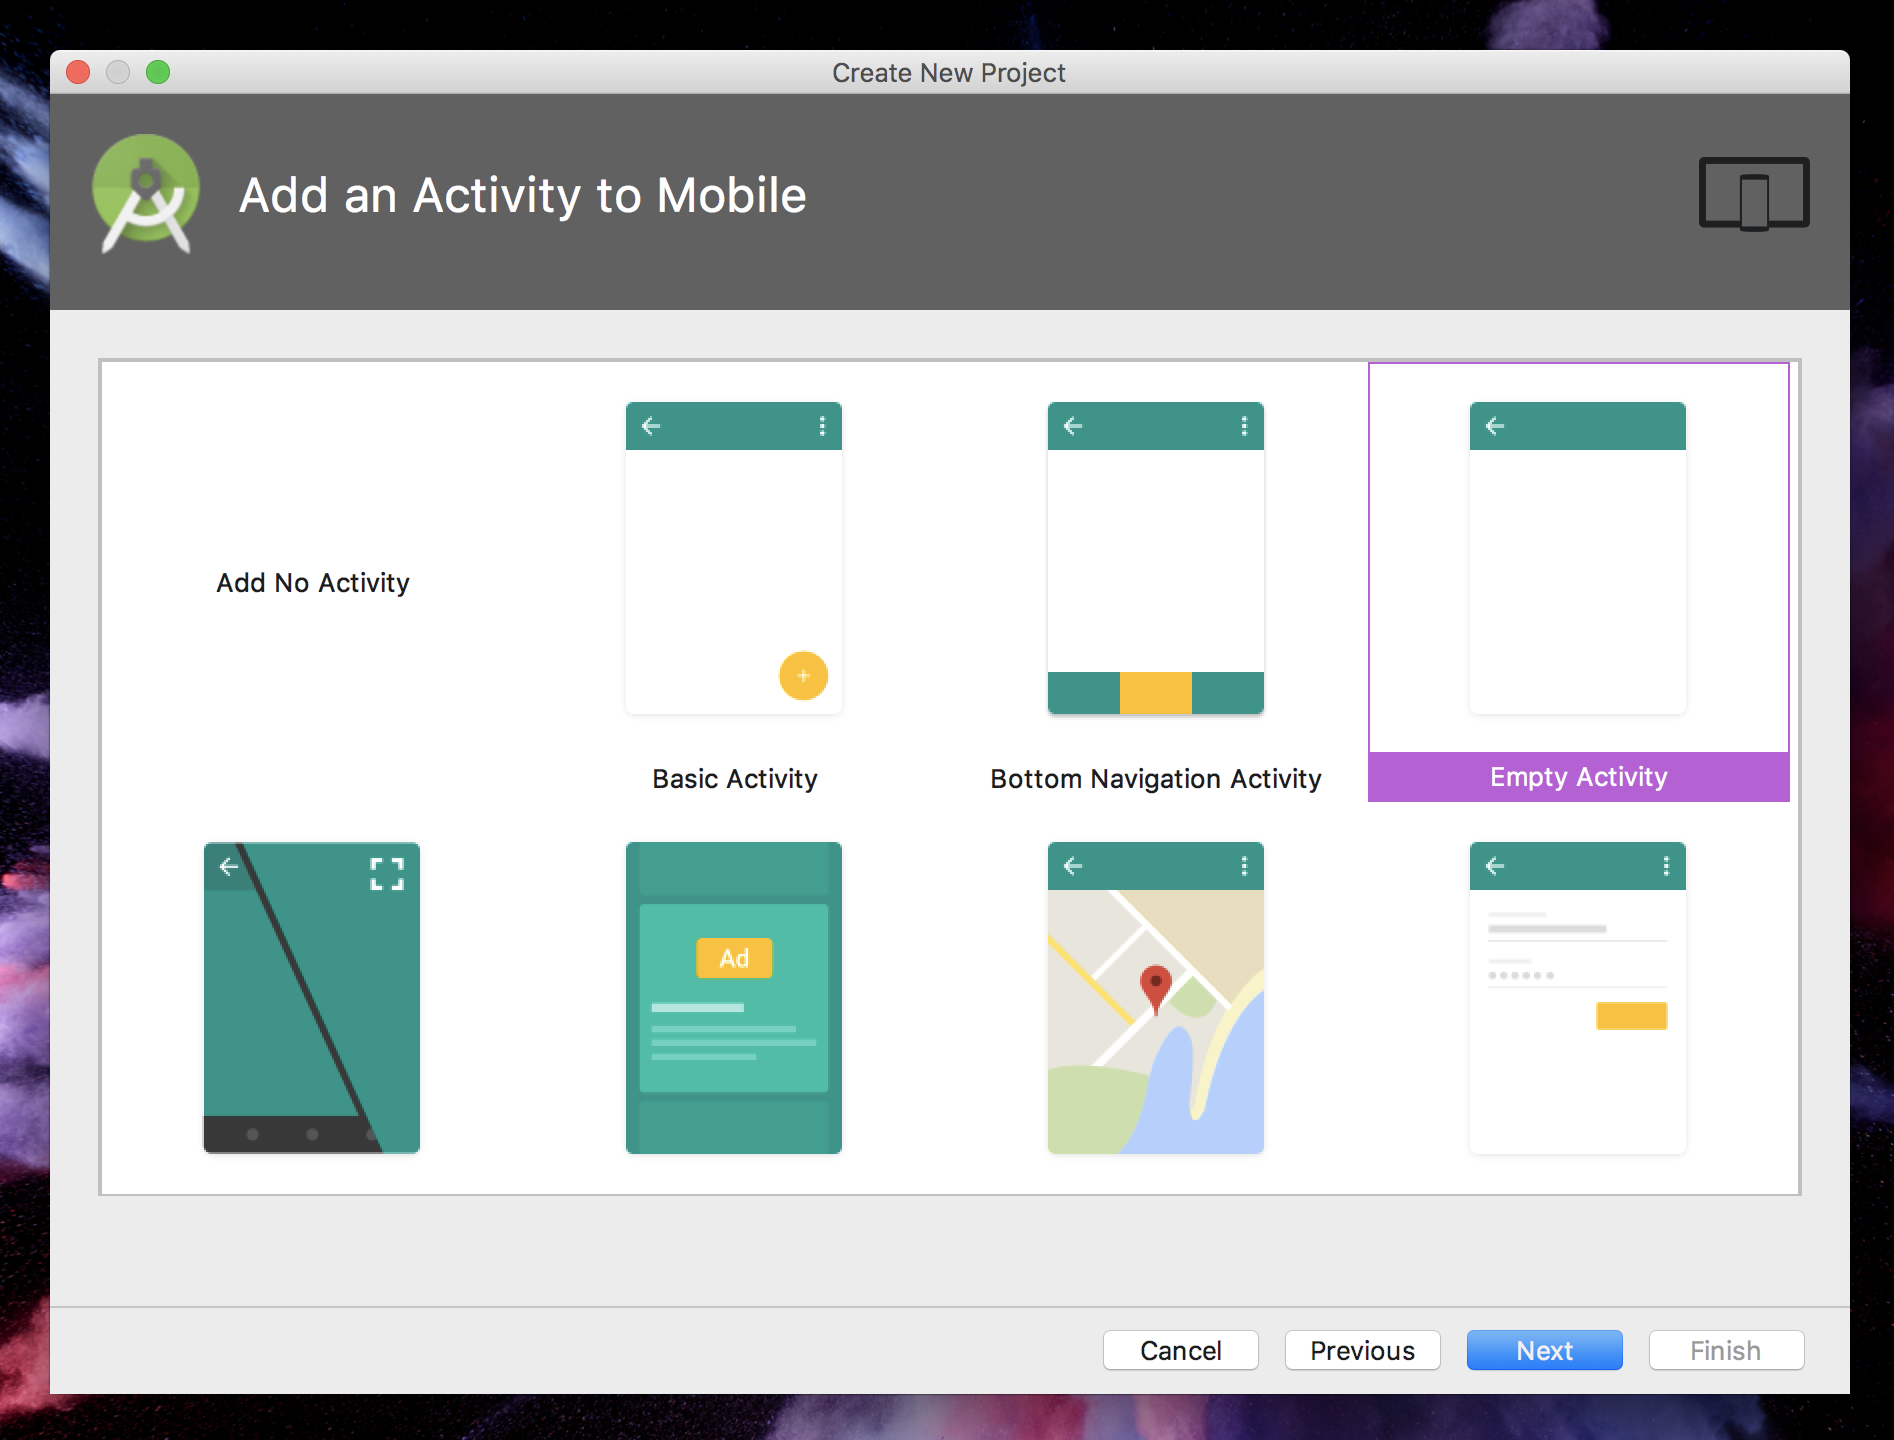 Create New Project
Add an Activity to Mobile
Add No Activity
Basic Activity
Bottom Navigation Activity
Empty Activity
Ad
Cancel
Previous
Next
Finish